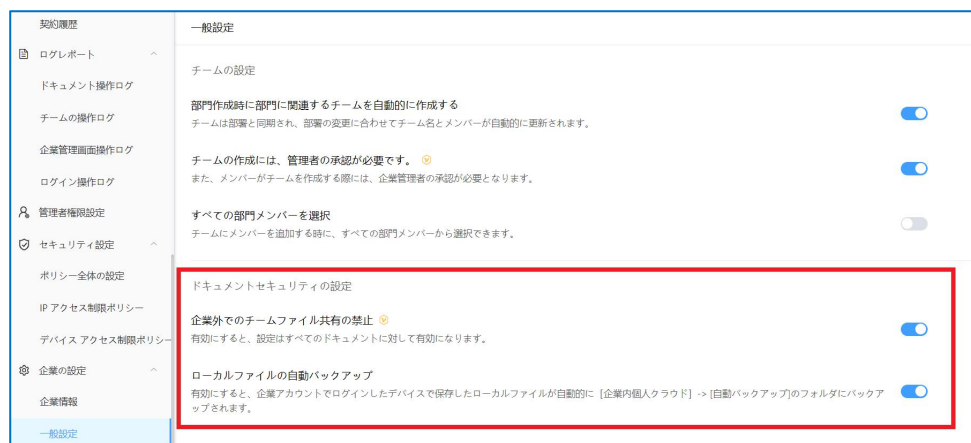 契約履歴
ログレポート
ドキュメント操作ログ
チームの操作ログ
企業管理画面操作ログ
ログイン操作ログ
管理者権限設定
セキュリティ設定
ポリシー全体の設定
IP アクセス制限ポリシー
デバイス アクセス制限ポリシー
企業の設定
企業情報
一般設定
一般設定
チームの設定
部門作成時に部門に関連するチームを自動的に作成する
チームは部署と同期され、部署の変更に合わせてチーム名とメンバーが自動的に更新されます。
チームの作成には、管理者の承認が必要です。
また、メンバーがチームを作成する際には、企業管理者の承認が必要となります。
すべての部門メンバーを選択
チームにメンバーを追加する時に、すべての部門メンバーから選択できます。
ドキュメントセキュリティの設定
企業外でのチームファイル共有の禁止
有効にすると、設定はすべてのドキュメントに対して有効になります。
ローカルファイルの自動バックアップ
有効にすると、企業アカウントでログインしたデバイスで保存したローカルファイルが自動的に [企業内個人クラウド] -> [自動バックアップ]のフォルダにバックア
ップされます。